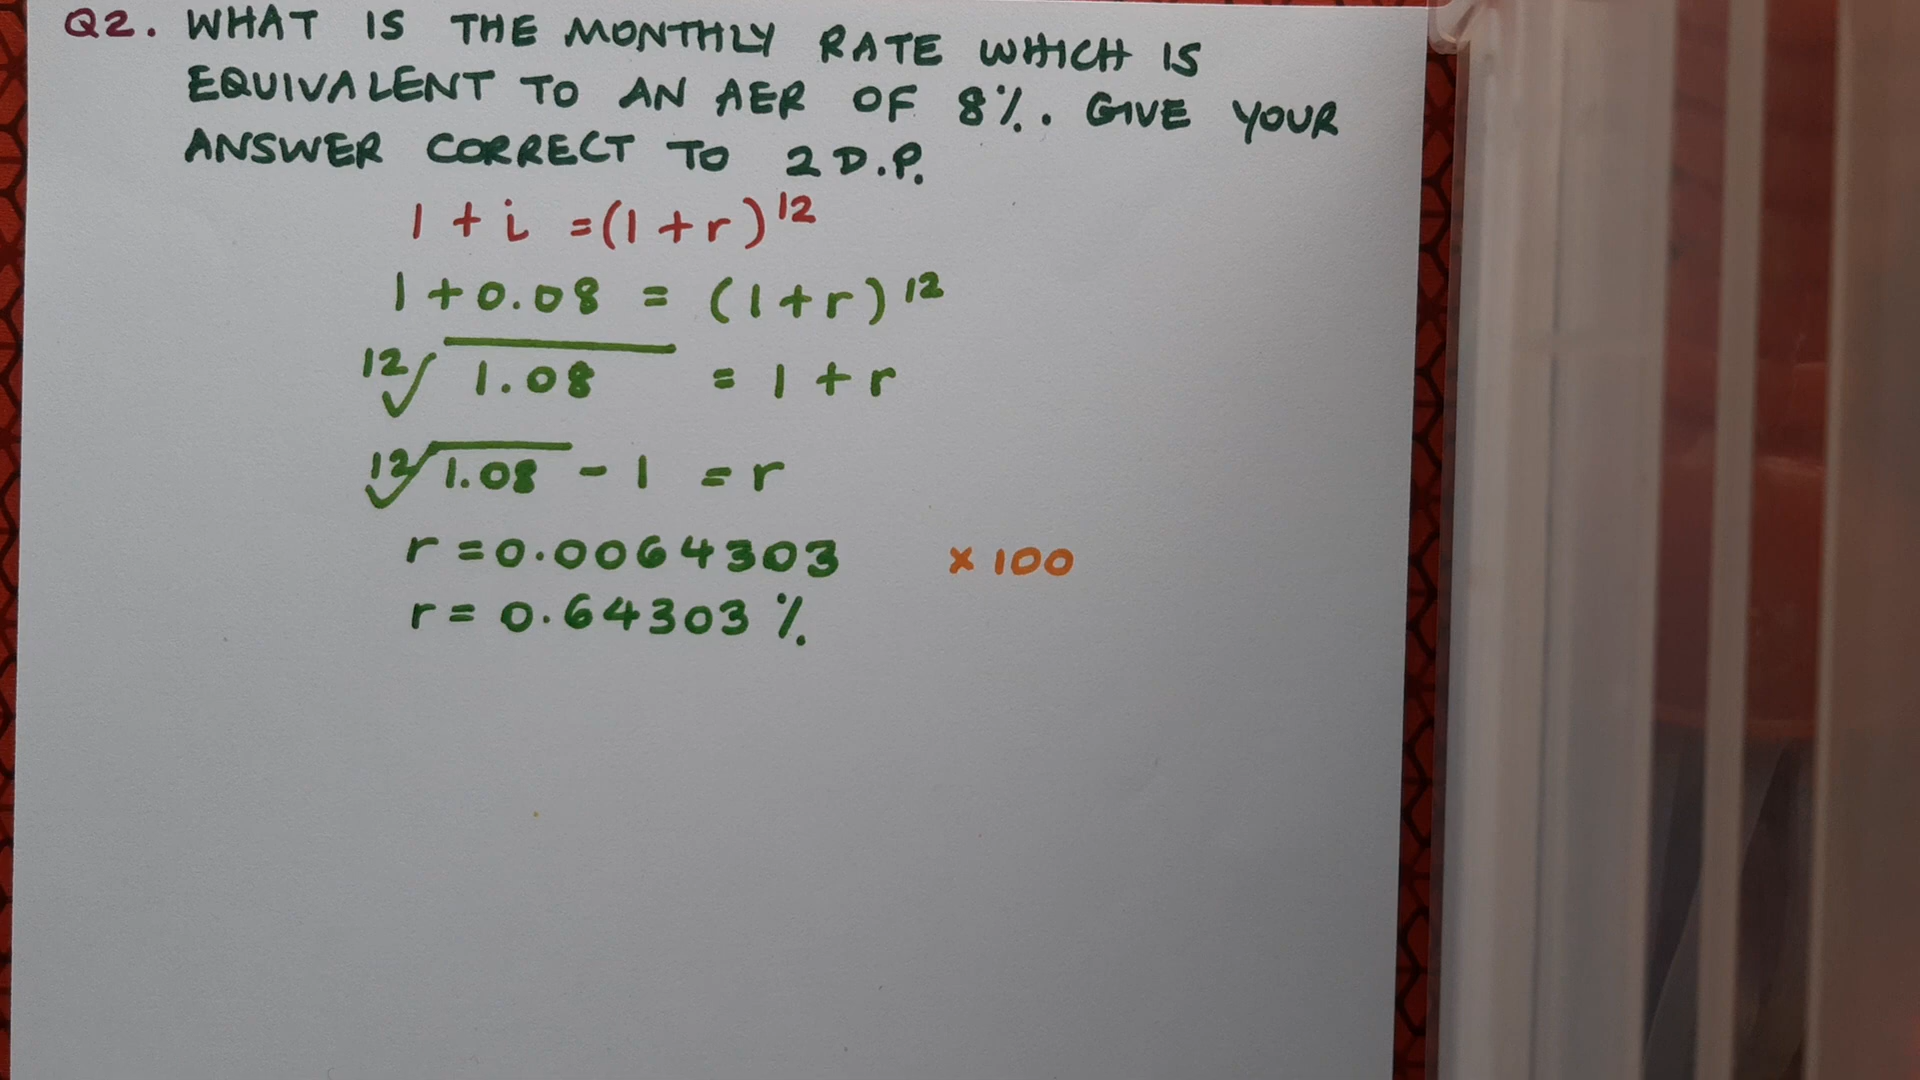 Q2. WHAT IS THE MONTHLY RATE WHICH IS
EQUIVALENT TO AN AER OF 8%. GIVE YOUR
ANSWER CORRECT TO 2 D.P.
1 + i = (1 + r)¹²
1 + 0.08 = (1 + r)¹²
¹²√1.08 = 1 + r
¹²√1.08 - 1 = r
r = 0.0064303 × 100
r = 0.64303 %